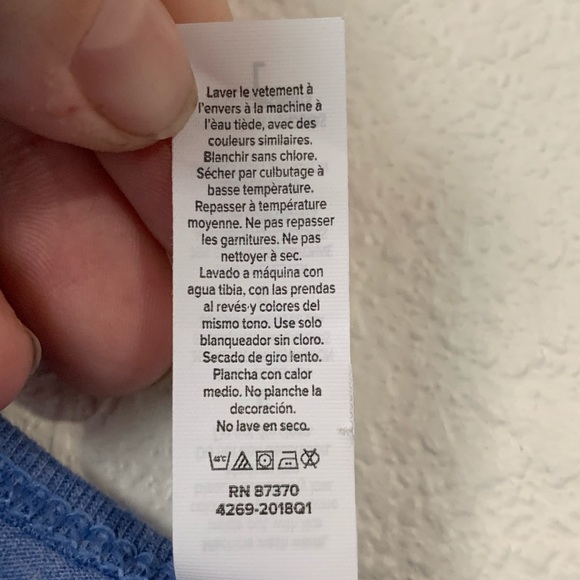 Laver le vetement à
l'envers à la machine à
l'èau tiède, avec des
couleurs similaires.
Blanchir sans chlore.
Sécher par culbutage à
basse tempèrature.
Repasser à température
moyenne. Ne pas repasser
les garnitures. Ne pas
nettoyer à sec.
Lavado a máquina con
agua tibia, con las prendas
al revés y colores del
mismo tono. Use solo
blanqueador sin cloro.
Secado de giro lento.
Plancha con calor
medio. No planche la
decoración.
No lave en seco.
RN 87370
4269-2018Q1